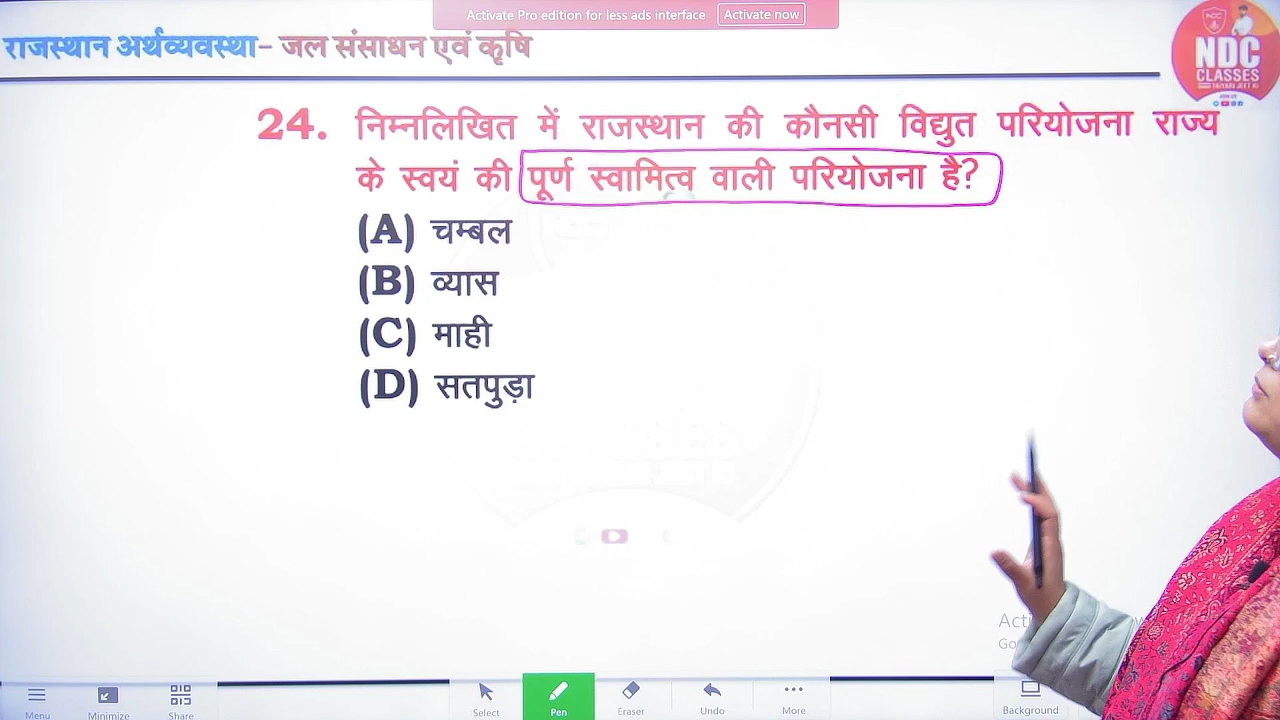 Activate Pro edition for less ads interface Activate now
राजस्थान अर्थव्यवस्था– जल संसाधन एवं कृषि
NDC
CLASSES
24. निम्नलिखित में राजस्थान की कौनसी विद्युत परियोजना राज्य
के स्वयं की पूर्ण स्वामित्व वाली परियोजना है?
(A) चम्बल
(B) व्यास
(C) माही
(D) सतपुड़ा
Menu Minimize Share Select Pen Eraser Undo More Background